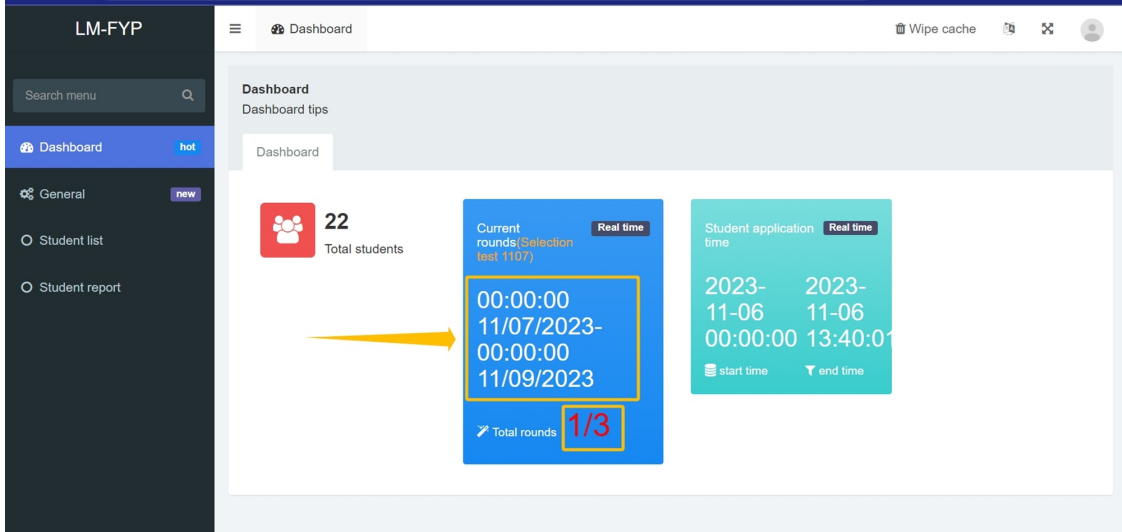 LM-FYP
Dashboard
Wipe cache
Search menu
Dashboard hot
General new
Student list
Student report
Dashboard
Dashboard tips
Dashboard
22
Total students
Current
rounds(Selection
test 1107)
Real time
00:00:00
11/07/2023-
00:00:00
11/09/2023
Total rounds 1/3
Student application
time
Real time
2023-
11-06
00:00:00
start time
2023-
11-06
13:40:01
end time